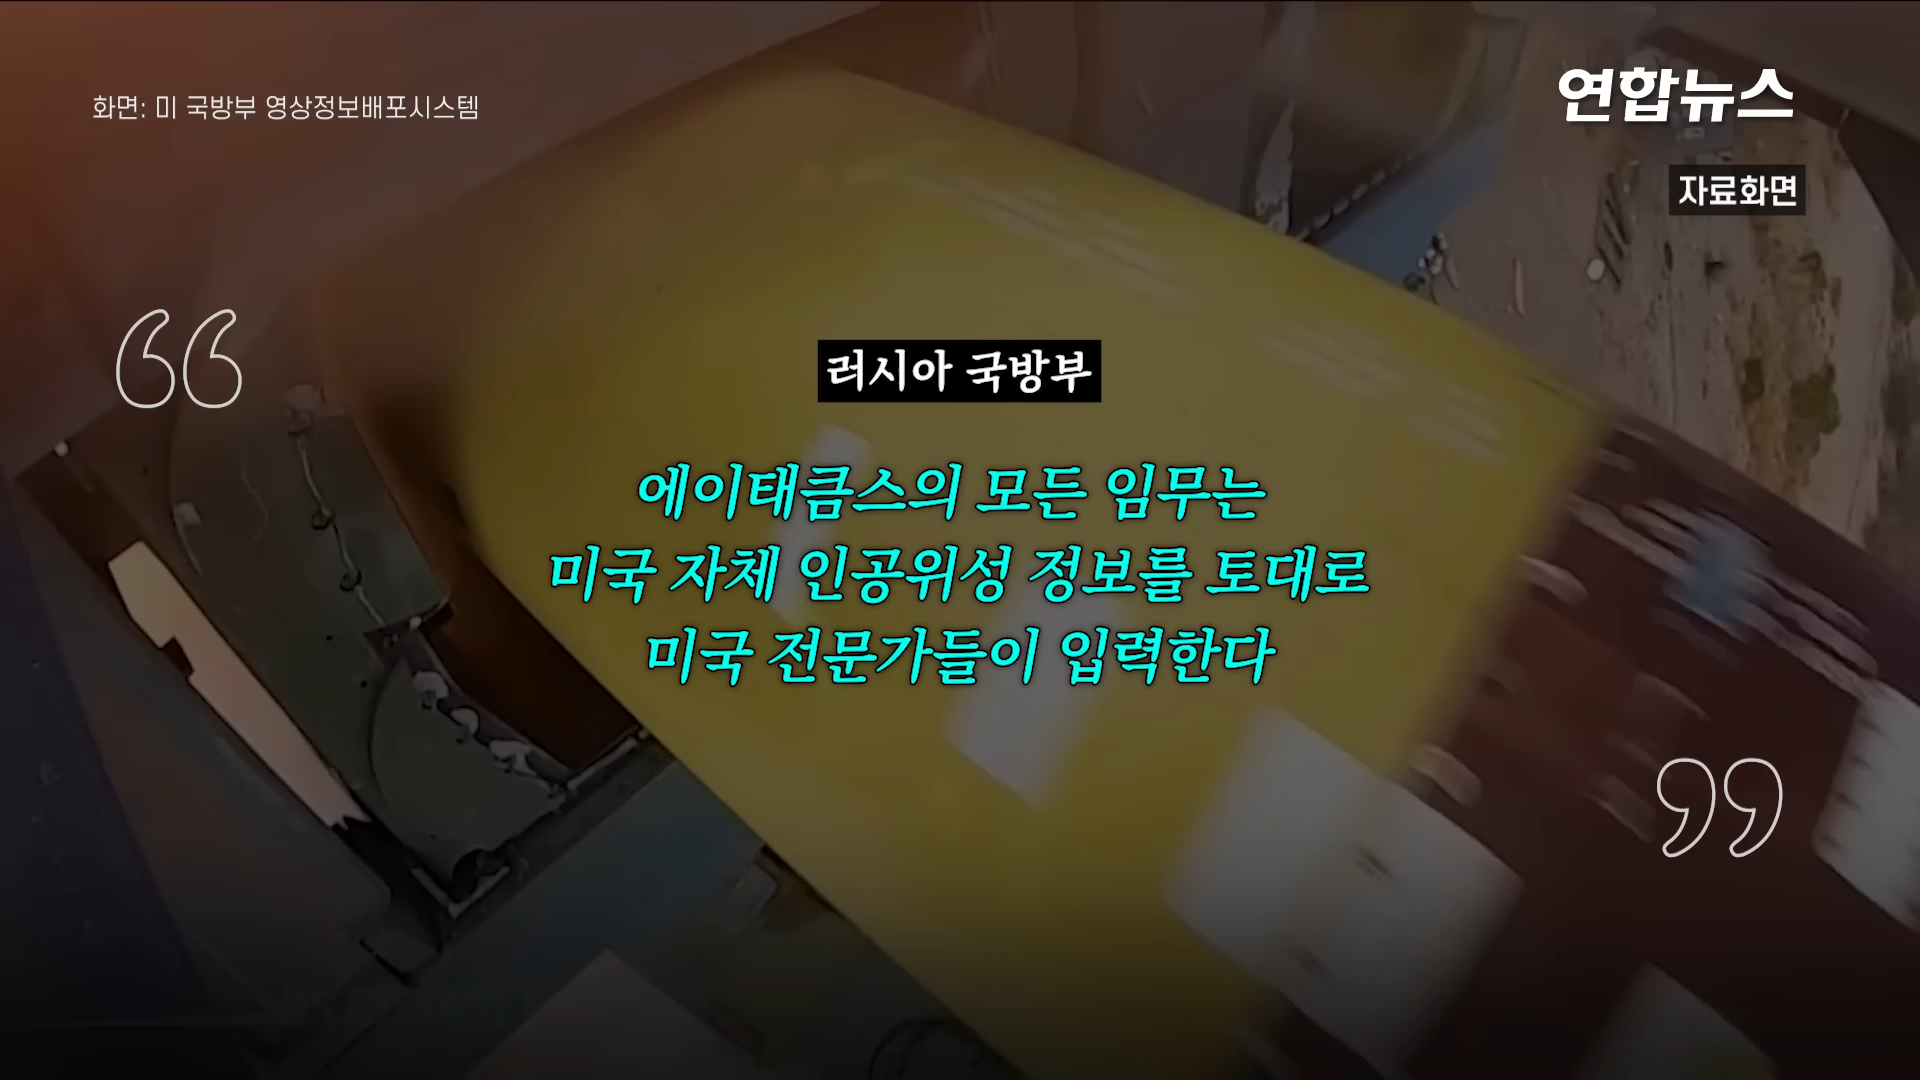 화면: 미 국방부 영상정보배포시스템
연합뉴스
자료화면
“
러시아 국방부
에이태큼스의 모든 임무는
미국 자체 인공위성 정보를 토대로
미국 전문가들이 입력한다
”